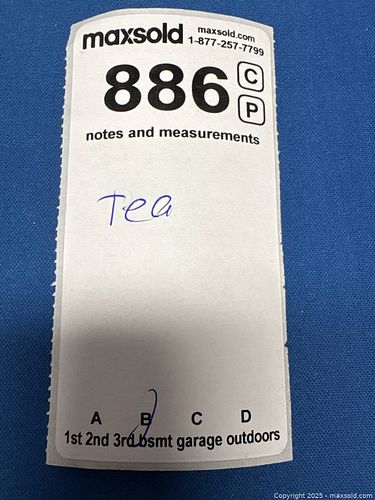 maxsold maxsold.com
1-877-257-7799
886 C
P
notes and measurements
Tea
A B C D
1st 2nd 3rd bsmt garage outdoors
Copyright 2025 - maxsold.com